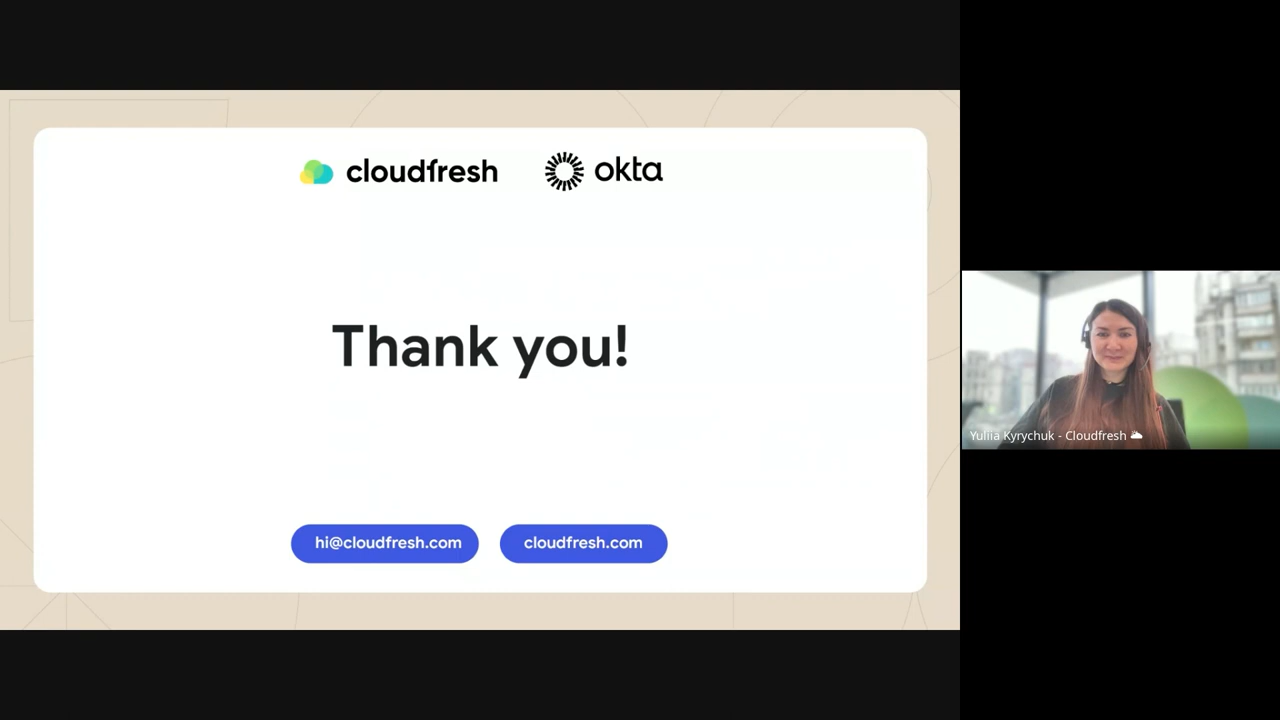 cloudfresh
okta
Thank you!
hi@cloudfresh.com
cloudfresh.com
Yuliia Kyrychuk - Cloudfresh 🌥